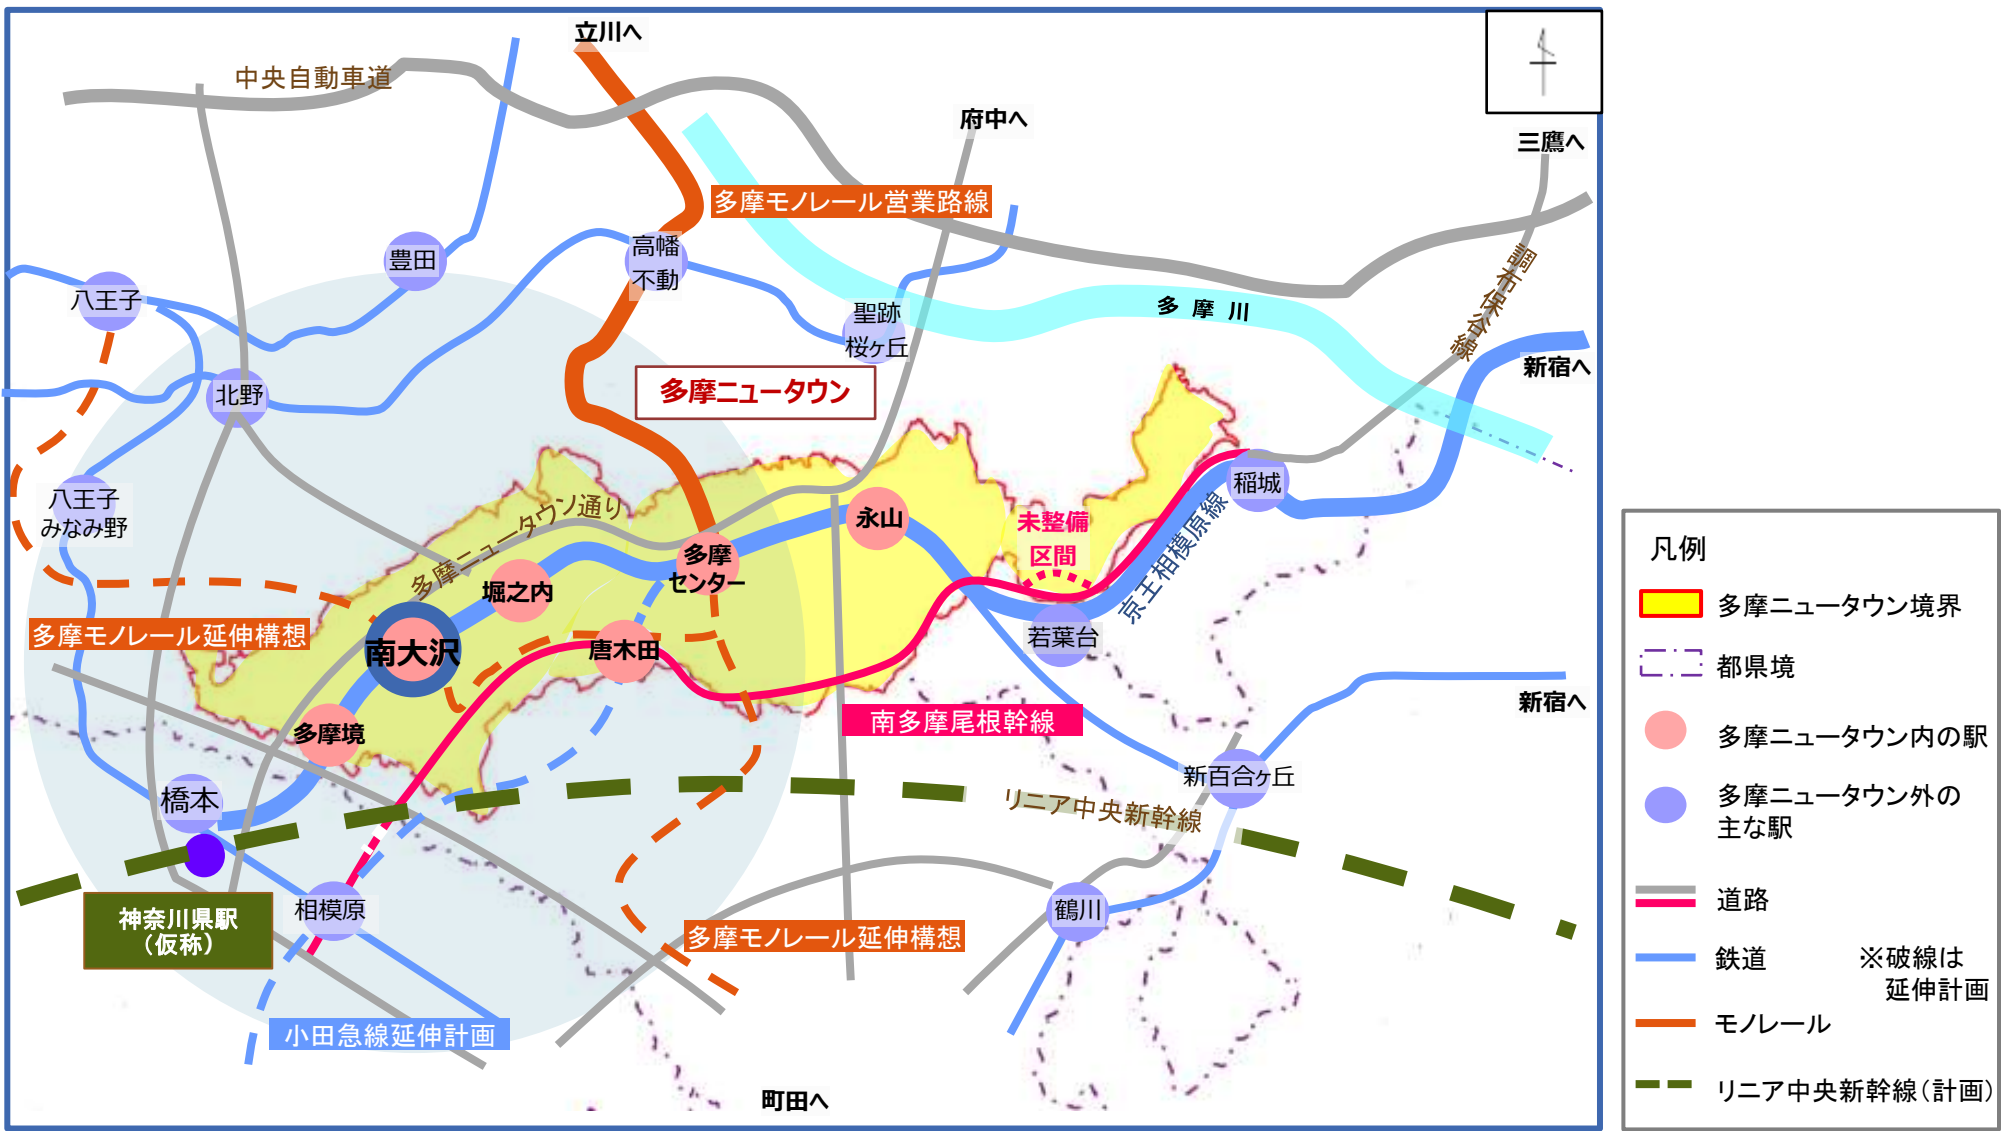 立川へ
中央自動車道
府中へ
三鷹へ
多摩モノレール営業路線
豊田
高幡
不動
八王子
聖跡
桜ヶ丘
多摩川
調布保谷線
新宿へ
多摩ニュータウン
北野
八王子
みなみ野
多摩ニュータウン通り
永山
未整備
区間
稲城
京王相模原線
多摩
センター
堀之内
多摩モノレール延伸構想
南大沢
唐木田
若葉台
南多摩尾根幹線
新宿へ
多摩境
橋本
新百合ヶ丘
リニア中央新幹線
神奈川県駅
（仮称）
相模原
鶴川
多摩モノレール延伸構想
小田急線延伸計画
町田へ
凡例
多摩ニュータウン境界
都県境
多摩ニュータウン内の駅
多摩ニュータウン外の
主な駅
道路
鉄道 ※破線は
延伸計画
モノレール
リニア中央新幹線（計画）